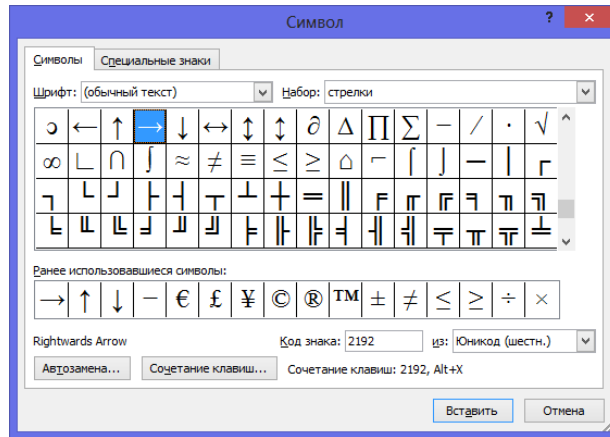 Символ
? ×
Символы Специальные знаки
Шрифт: (обычный текст) Набор: стрелки
ɔ ← ↑ → ↓ ↔ ↕ ↨ ∂ ∆ ∏ ∑ − ∕ ∙ √
∞ ∟ ∩ ∫ ≈ ≠ ≡ ≤ ≥ ⌂ ⌐ ⌠ ⌡ ─ │ ┌
┐ └ ┘ ├ ┤ ┬ ┴ ┼ ═ ║ ╒ ╓ ╔ ╕ ╖ ╗
╘ ╙ ╚ ╛ ╜ ╝ ╞ ╟ ╠ ╡ ╢ ╣ ╤ ╥ ╦ ╧
Ранее использовавшиеся символы:
→ ↑ ↓ − € £ ¥ © ® ™ ± ≠ ≤ ≥ ÷ ×
Rightwards Arrow Код знака: 2192 из: Юникод (шестн.)
Автозамена... Сочетание клавиш... Сочетание клавиш: 2192, Alt+X
Вставить Отмена